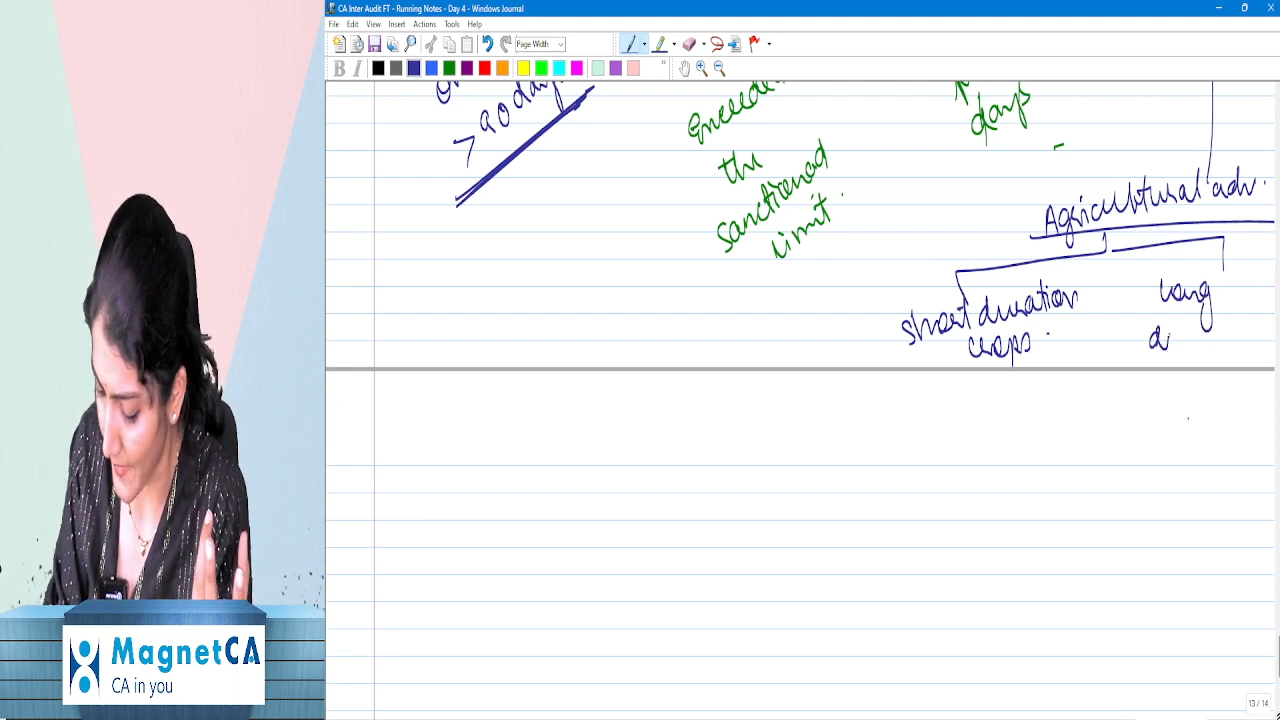 CA Inter Audit FT - Running Notes - Day 4 - Windows Journal
File Edit View Insert Actions Tools Help
Page Width
B I
> 90 days
Exceeded
the
sanctioned
limit.
days
Agricultural adv.
short duration
crops.
long
d
13 / 14
MagnetCA
CA in you